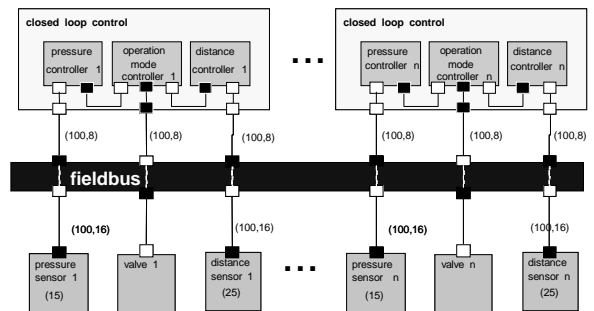 closed loop control
closed loop control
pressure
controller 1
operation
mode
controller 1
distance
controller 1
...
pressure
controller n
operation
mode
controller n
distance
controller n
(100,8)
(100,8)
(100,8)
(100,8)
(100,8)
(100,8)
fieldbus
(100,16)
(100,16)
(100,16)
(100,16)
pressure
sensor 1
(15)
valve 1
distance
sensor 1
(25)
...
pressure
sensor n
(15)
valve n
distance
sensor n
(25)